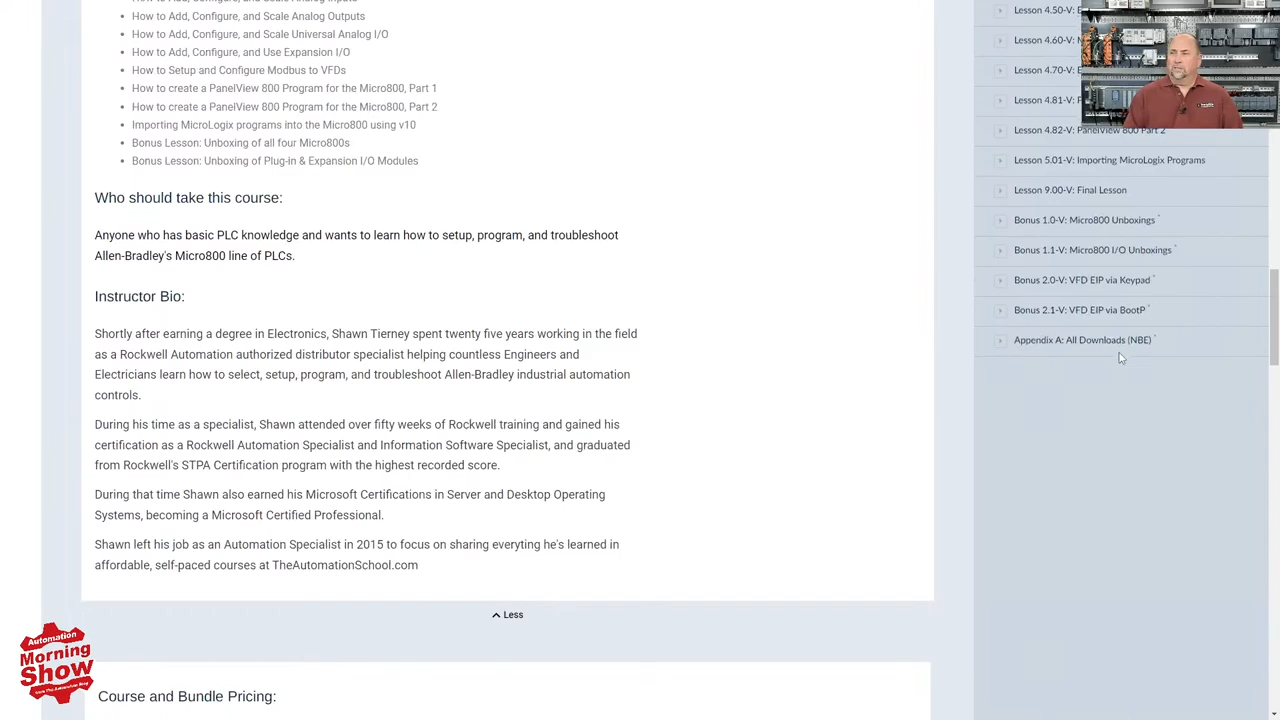 How to Add, Configure, and Scale Analog Outputs
How to Add, Configure, and Scale Universal Analog I/O
How to Add, Configure, and Use Expansion I/O
How to Setup and Configure Modbus to VFDs
How to create a PanelView 800 Program for the Micro800, Part 1
How to create a PanelView 800 Program for the Micro800, Part 2
Importing MicroLogix programs into the Micro800 using v10
Bonus Lesson: Unboxing of all four Micro800s
Bonus Lesson: Unboxing of Plug-in & Expansion I/O Modules
Who should take this course:
Anyone who has basic PLC knowledge and wants to learn how to setup, program, and troubleshoot
Allen-Bradley's Micro800 line of PLCs.
Instructor Bio:
Shortly after earning a degree in Electronics, Shawn Tierney spent twenty five years working in the field
as a Rockwell Automation authorized distributor specialist helping countless Engineers and
Electricians learn how to select, setup, program, and troubleshoot Allen-Bradley industrial automation
controls.
During his time as a specialist, Shawn attended over fifty weeks of Rockwell training and gained his
certification as a Rockwell Automation Specialist and Information Software Specialist, and graduated
from Rockwell's STPA Certification program with the highest recorded score.
During that time Shawn also earned his Microsoft Certifications in Server and Desktop Operating
Systems, becoming a Microsoft Certified Professional.
Shawn left his job as an Automation Specialist in 2015 to focus on sharing everyting he's learned in
affordable, self-paced courses at TheAutomationSchool.com
Less
Course and Bundle Pricing:
Lesson 4.50-V:
Lesson 4.60-V:
Lesson 4.70-V:
Lesson 4.81-V:
Lesson 4.82-V: PanelView 800 Part 2
Lesson 5.01-V: Importing MicroLogix Programs
Lesson 9.00-V: Final Lesson
Bonus 1.0-V: Micro800 Unboxings *
Bonus 1.1-V: Micro800 I/O Unboxings *
Bonus 2.0-V: VFD EIP via Keypad *
Bonus 2.1-V: VFD EIP via BootP *
Appendix A: All Downloads (NBE) *
Automation
Morning
Show
from The Automation Blog